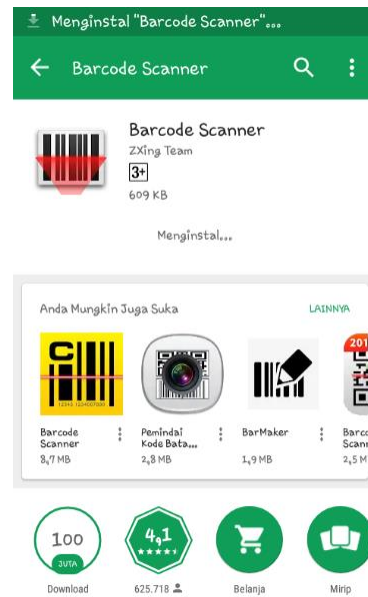 Menginstal "Barcode Scanner"...
Barcode Scanner
Barcode Scanner
ZXing Team
3+
609 KB
Menginstal...
Anda Mungkin Juga Suka
LAINNYA
Barcode Scanner
8,7 MB
Pemindai Kode Bata...
2,8 MB
BarMaker
1,9 MB
201
Barco
Scann
2,5 M
100
JUTA
Download
4,1
625.718
Belanja
Mirip